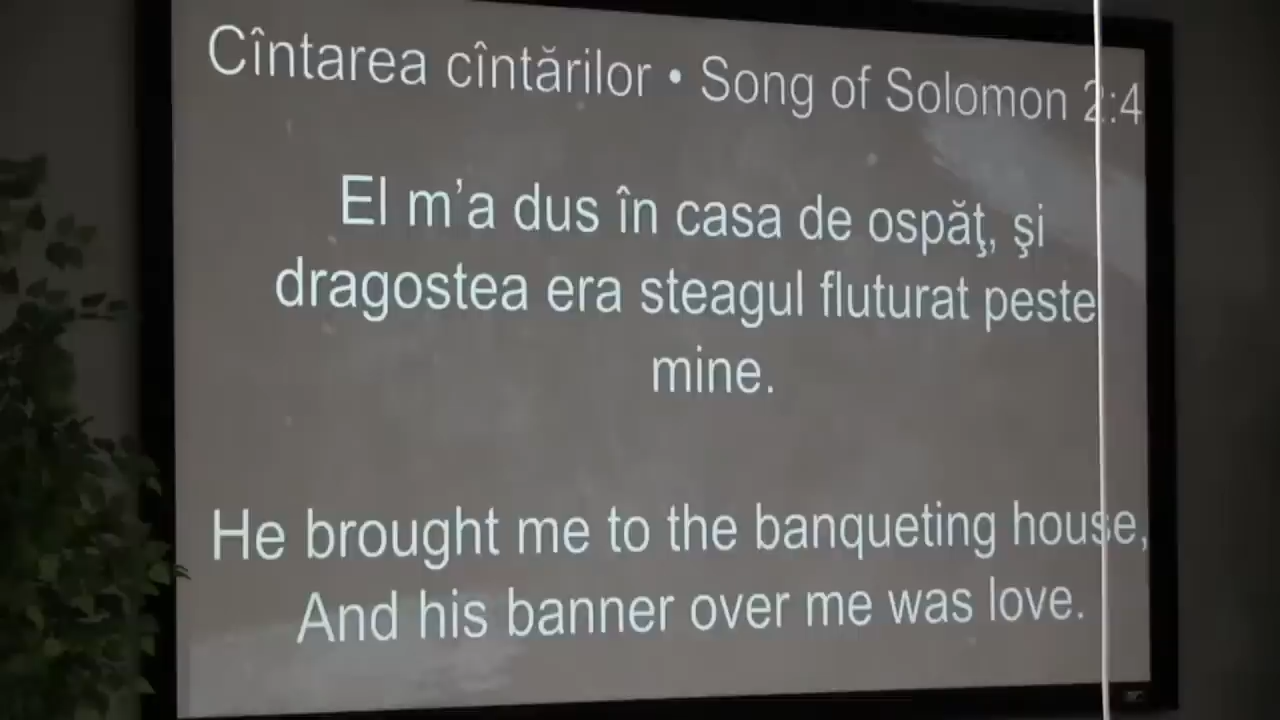 Cîntarea cîntărilor • Song of Solomon 2:4
El m’a dus în casa de ospăţ, şi
dragostea era steagul fluturat peste
mine.
He brought me to the banqueting house,
And his banner over me was love.